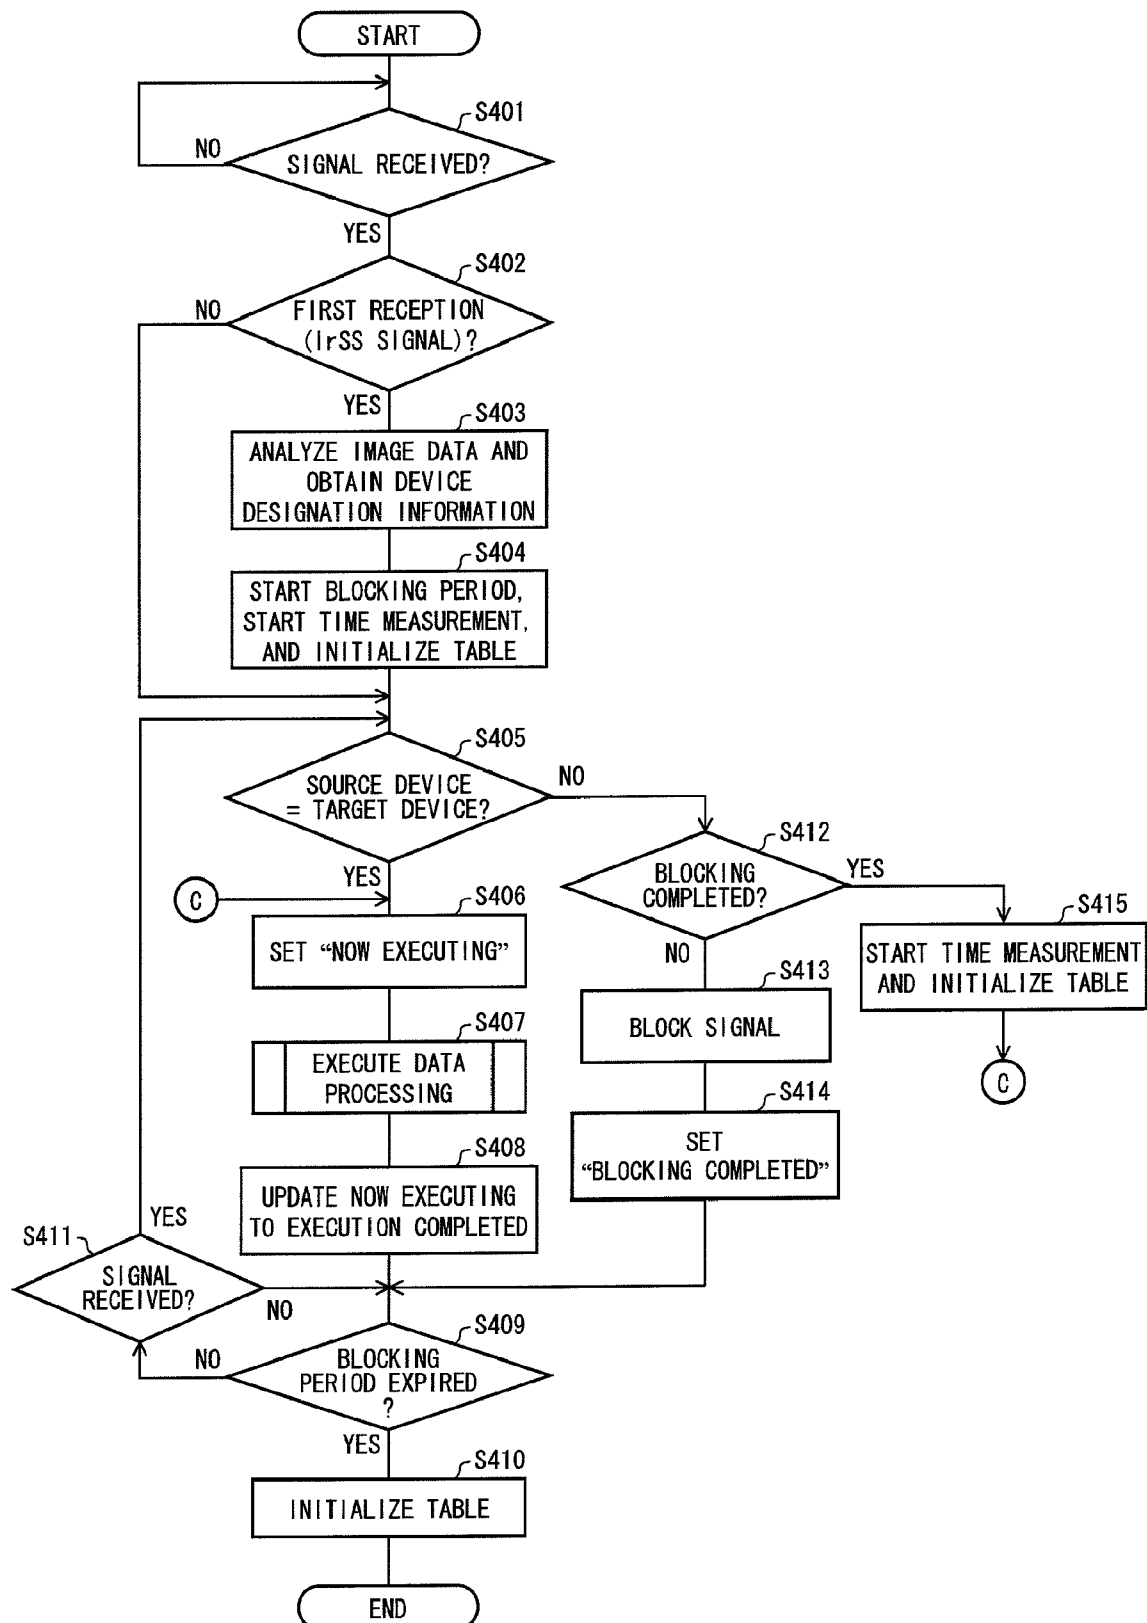 START
S401
NO
SIGNAL RECEIVED?
YES
S402
NO
FIRST RECEPTION
(IrSS SIGNAL)?
YES
S403
ANALYZE IMAGE DATA AND
OBTAIN DEVICE
DESIGNATION INFORMATION
S404
START BLOCKING PERIOD,
START TIME MEASUREMENT,
AND INITIALIZE TABLE
S405
SOURCE DEVICE
= TARGET DEVICE?
NO
YES
S412
BLOCKING
COMPLETED?
YES
NO
C
S406
SET “NOW EXECUTING”
S415
START TIME MEASUREMENT
AND INITIALIZE TABLE
C
S413
BLOCK SIGNAL
S407
EXECUTE DATA
PROCESSING
S414
SET
“BLOCKING COMPLETED”
S408
UPDATE NOW EXECUTING
TO EXECUTION COMPLETED
YES
S411
SIGNAL
RECEIVED?
NO
S409
NO
BLOCKING
PERIOD EXPIRED
?
YES
S410
INITIALIZE TABLE
END